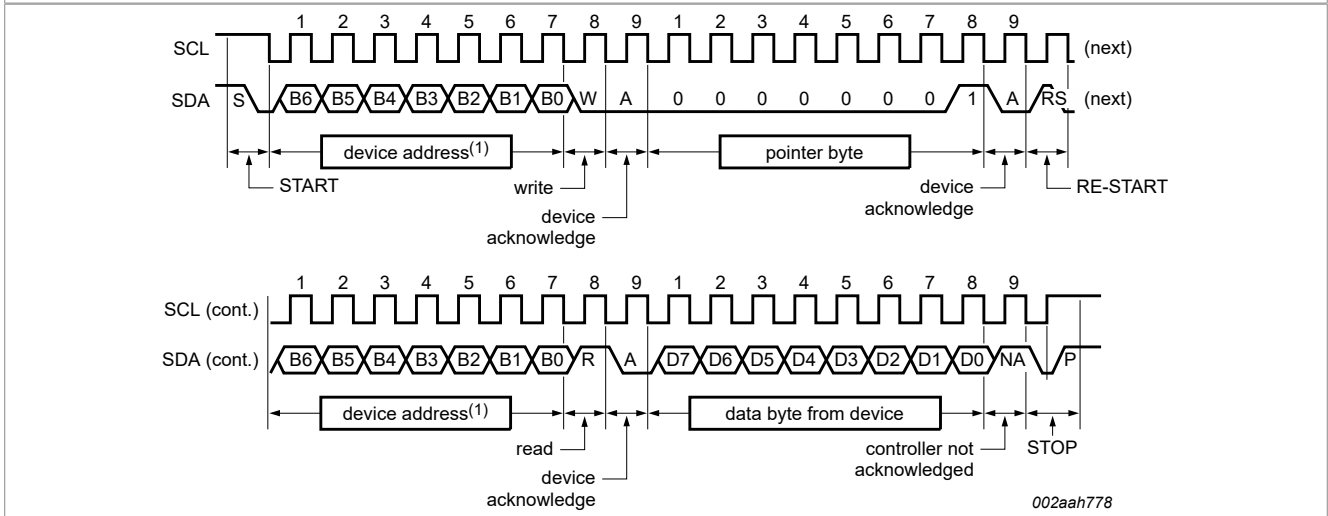 1 2 3 4 5 6 7 8 9 1 2 3 4 5 6 7 8 9
SCL (next)
SDA S B6 B5 B4 B3 B2 B1 B0 W A 0 0 0 0 0 0 0 1 A RS (next)
device address(1) pointer byte
START write device RE-START
device acknowledge
acknowledge
1 2 3 4 5 6 7 8 9 1 2 3 4 5 6 7 8 9
SCL (cont.)
SDA (cont.) B6 B5 B4 B3 B2 B1 B0 R A D7 D6 D5 D4 D3 D2 D1 D0 NA P
device address(1) data byte from device
read controller not STOP
device acknowledged
acknowledge
002aah778